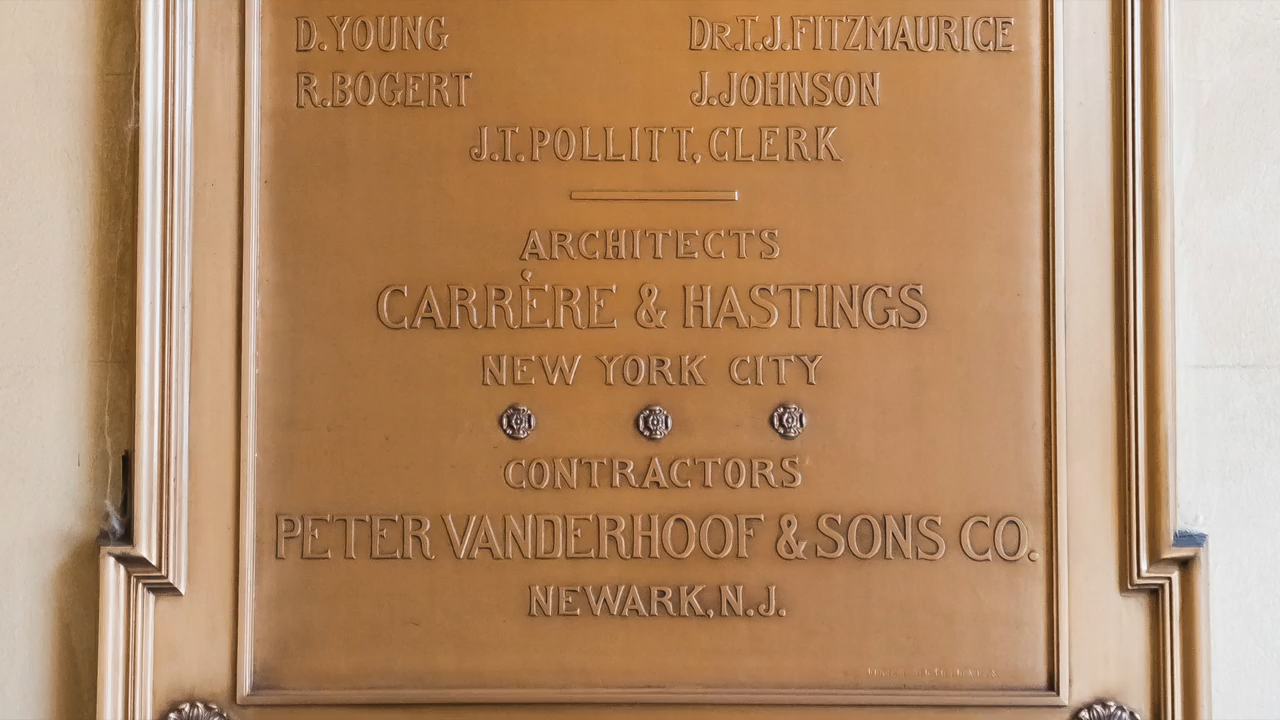 D. YOUNG DR. T. J. FITZMAURICE
R. BOGERT J. JOHNSON
J. T. POLLITT, CLERK
ARCHITECTS
CARRÈRE & HASTINGS
NEW YORK CITY
CONTRACTORS
PETER VANDERHOOF & SONS CO.
NEWARK, N. J.